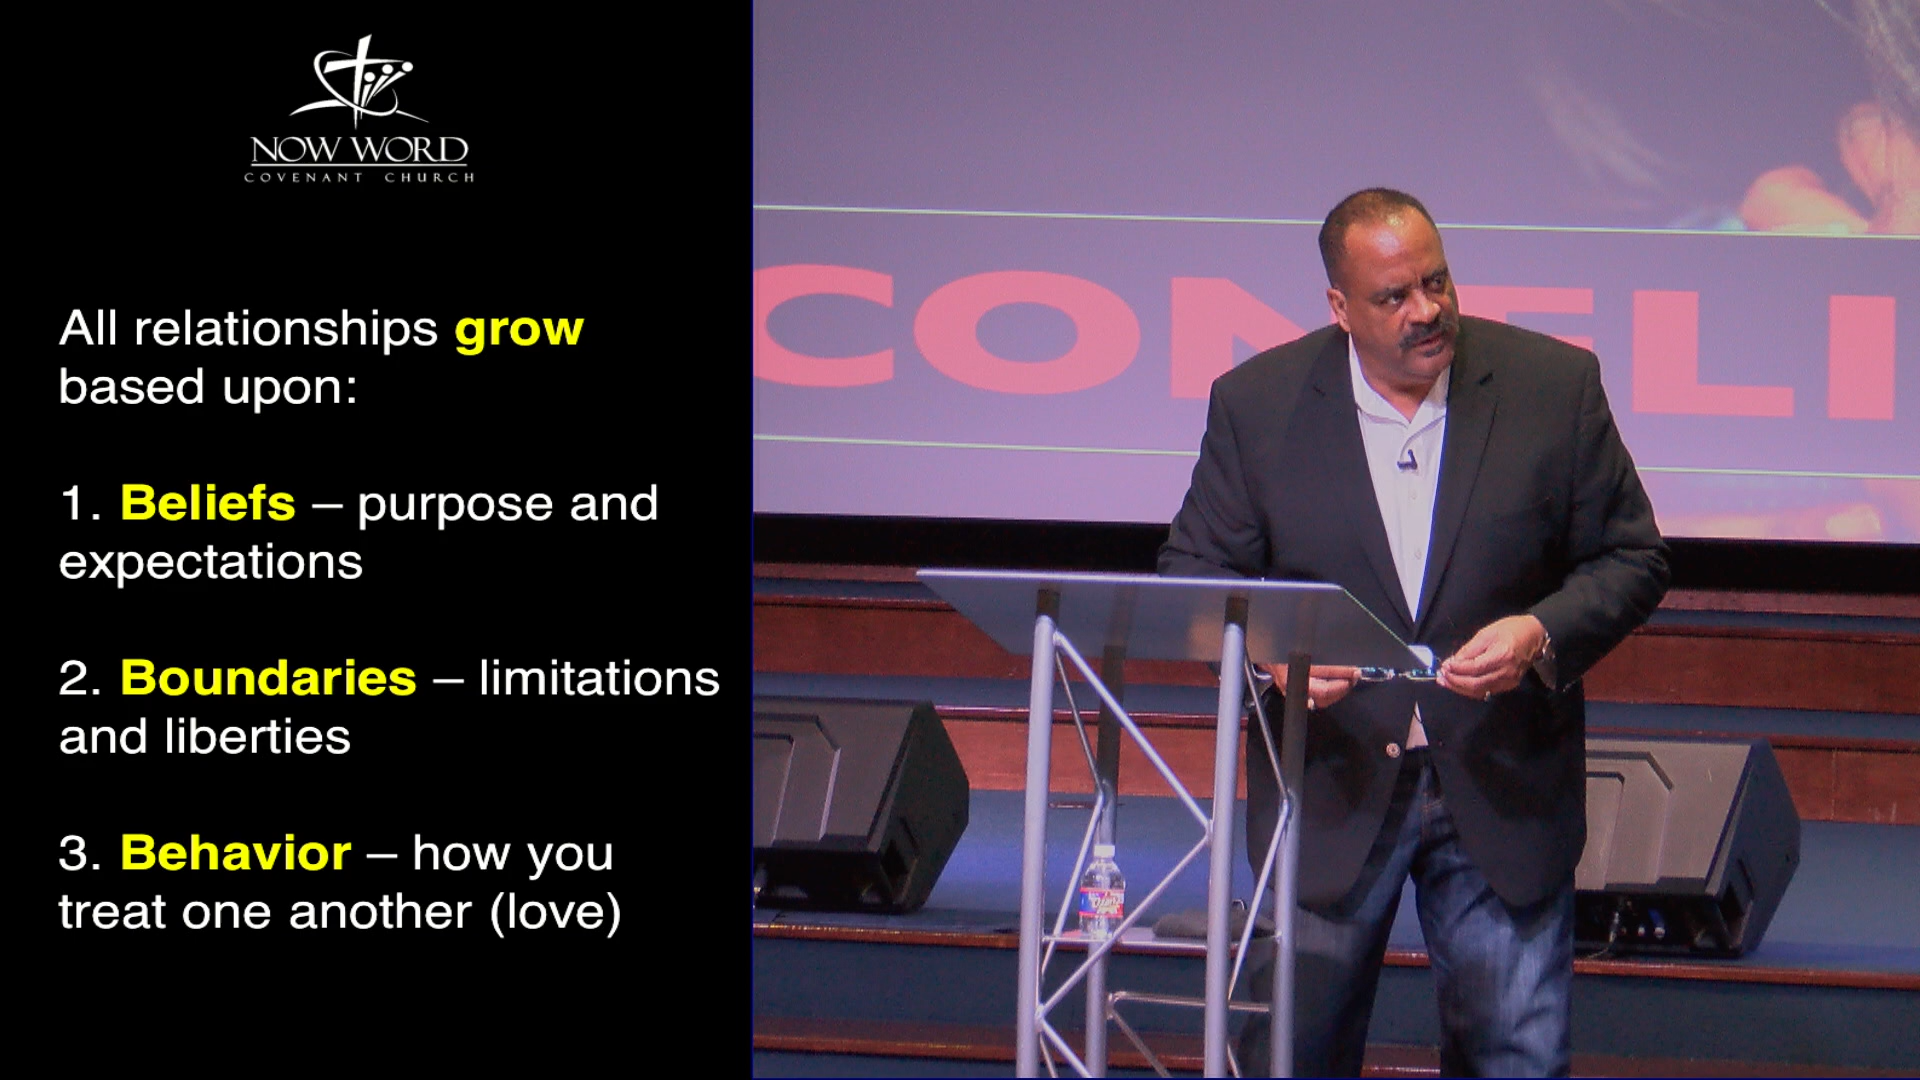 NOW WORD
COVENANT CHURCH
All relationships grow
based upon:
1. Beliefs – purpose and
expectations
2. Boundaries – limitations
and liberties
3. Behavior – how you
treat one another (love)